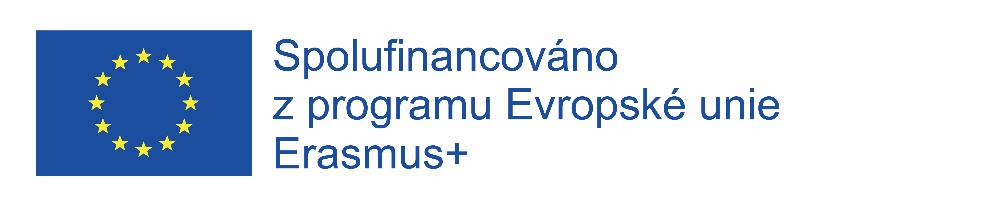 Spolufinancováno
z programu Evropské unie
Erasmus+